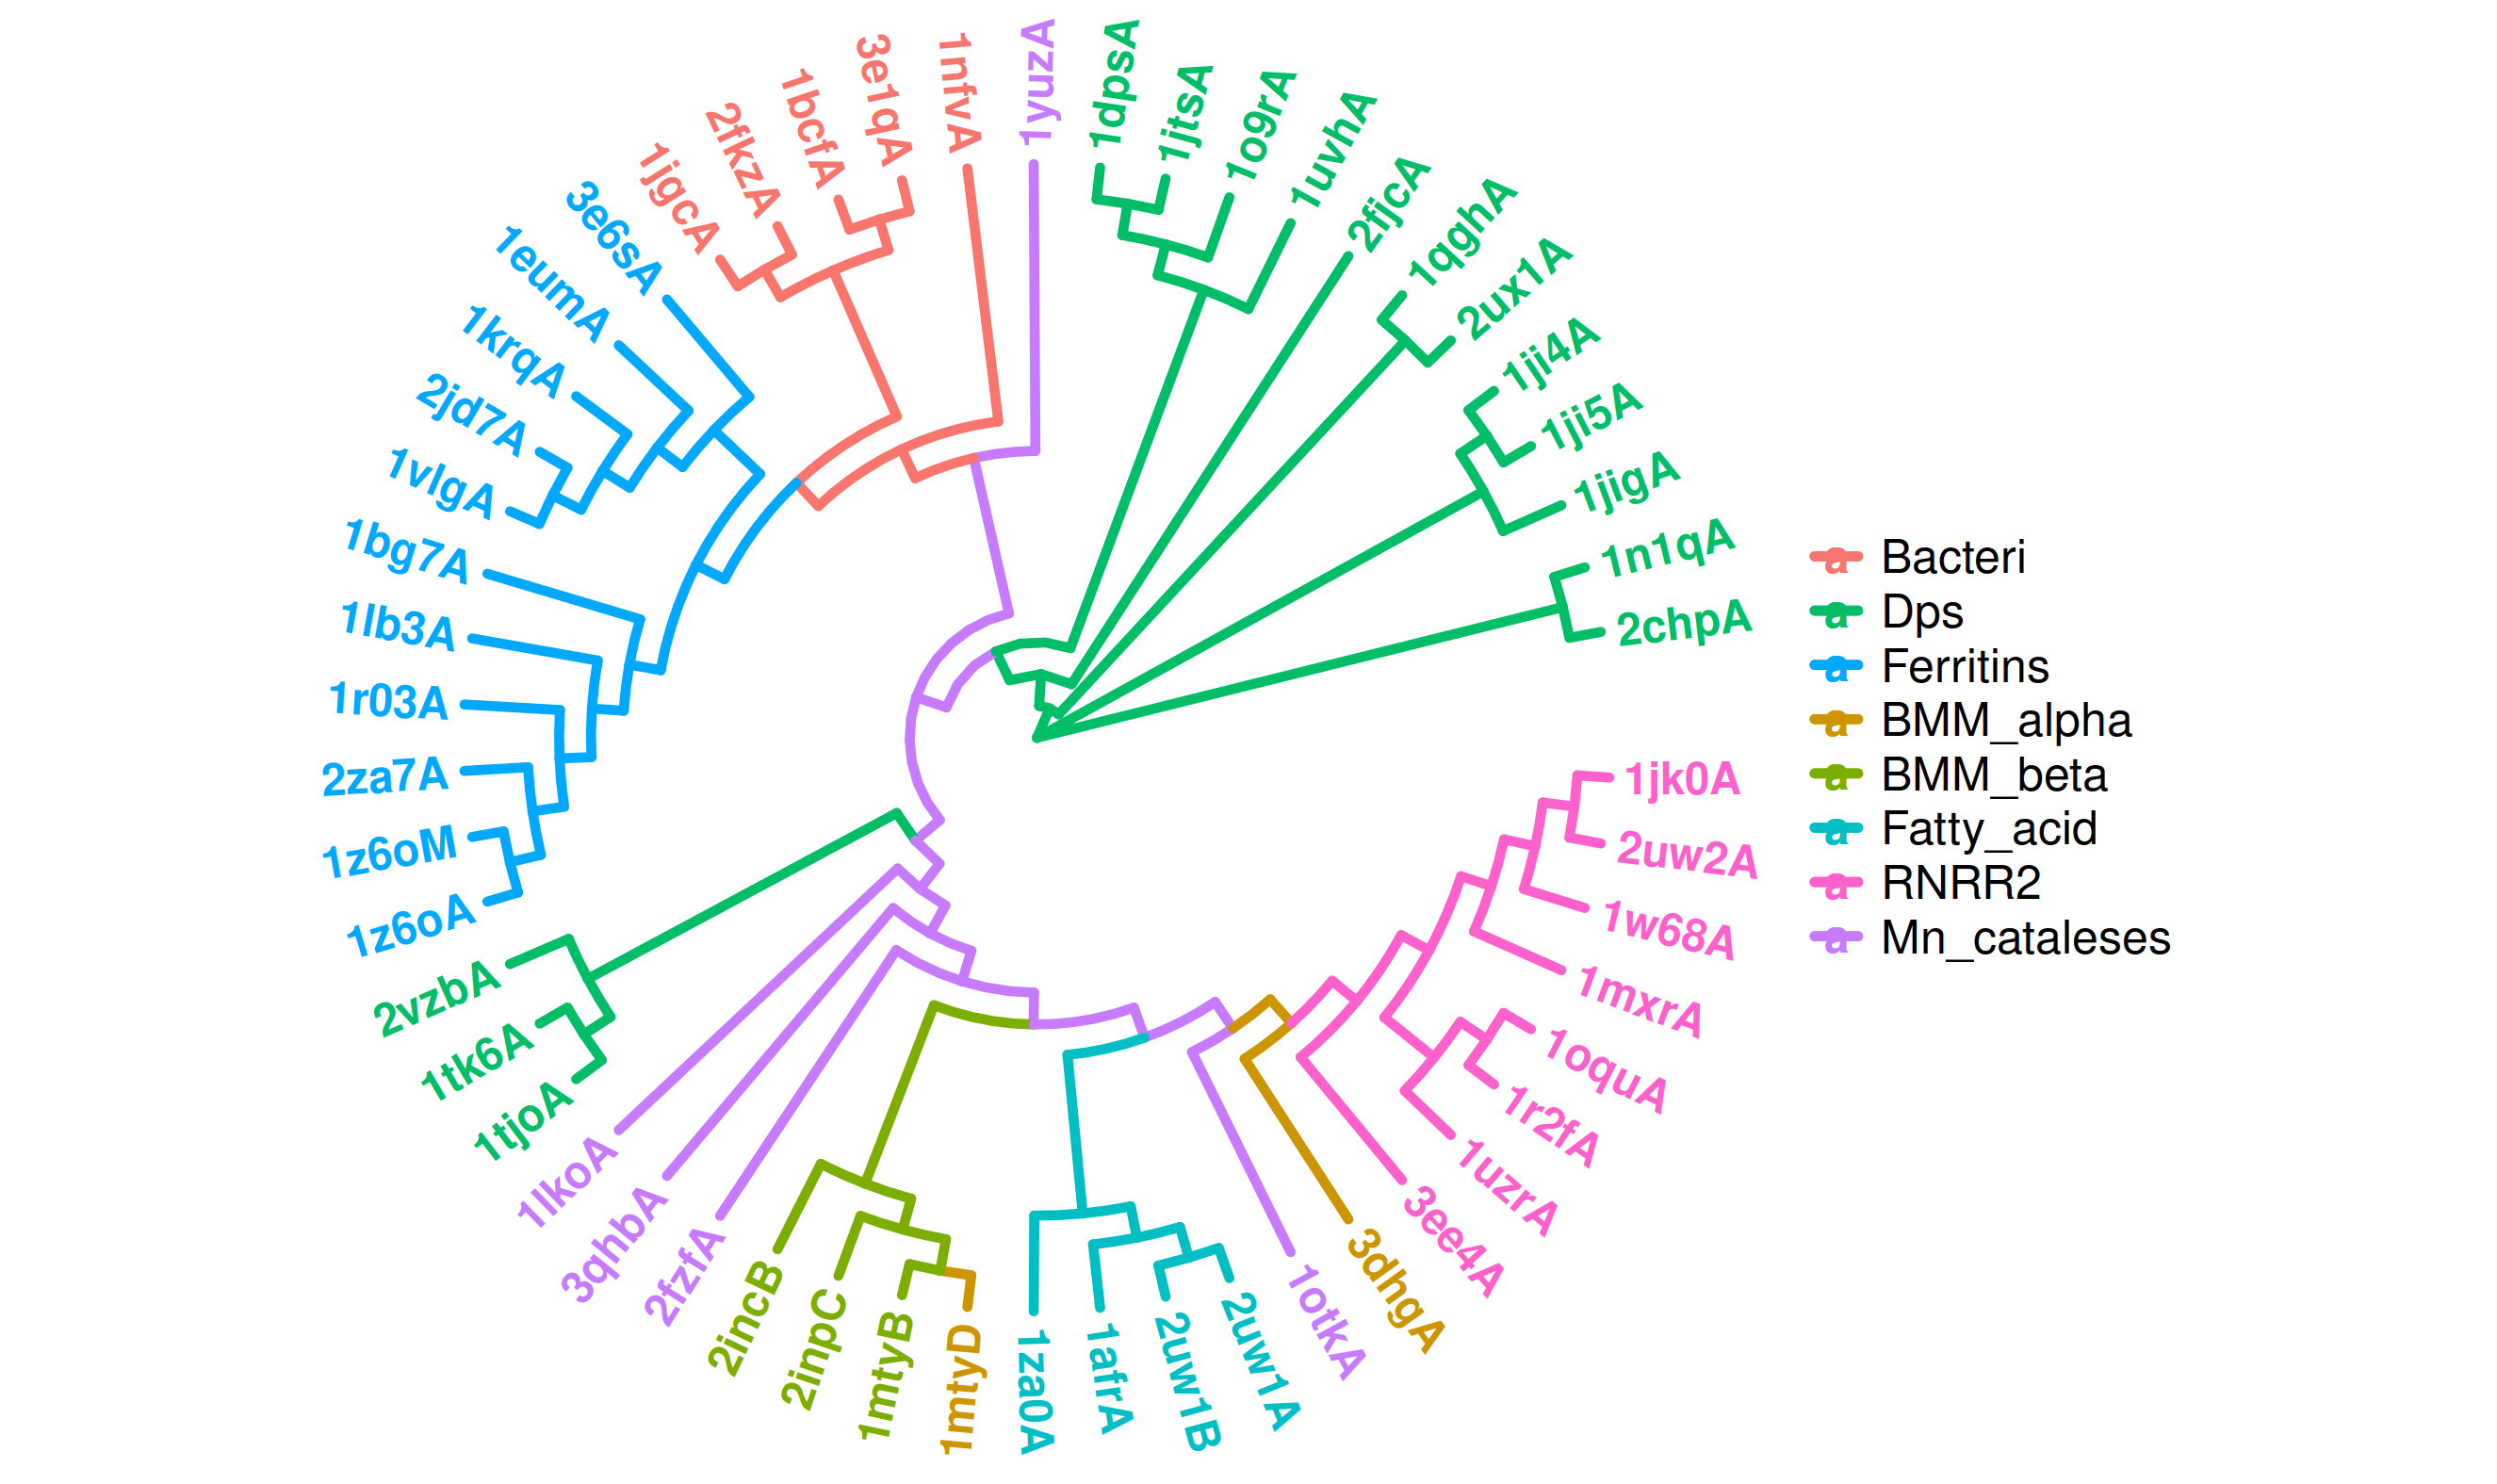 1yuzA
1dpsA
1jtsA
1o9rA
1uvhA
2fjcA
1qghA
2ux1A
1jj4A
1jj5A
1jigA
1n1qA
2chpA
1jk0A
2uw2A
1w68A
1mxrA
1oquA
1r2fA
1uzrA
3ee4A
3dhgA
1otkA
2uw1A
2uw1B
1afrA
1za0A
1mtyD
1mtyB
2inpC
2incB
2fzfA
3qhbA
1lkoA
1tjoA
1tk6A
2vzbA
1z6oA
1z6oM
2za7A
1r03A
1lb3A
1bg7A
1vlgA
2jd7A
1krqA
1eumA
3e6sA
1jgcA
2fkzA
1bcfA
3e1qA
1nfvA
a Bacteri
a Dps
a Ferritins
a BMM_alpha
a BMM_beta
a Fatty_acid
a RNRR2
a Mn_cataleses